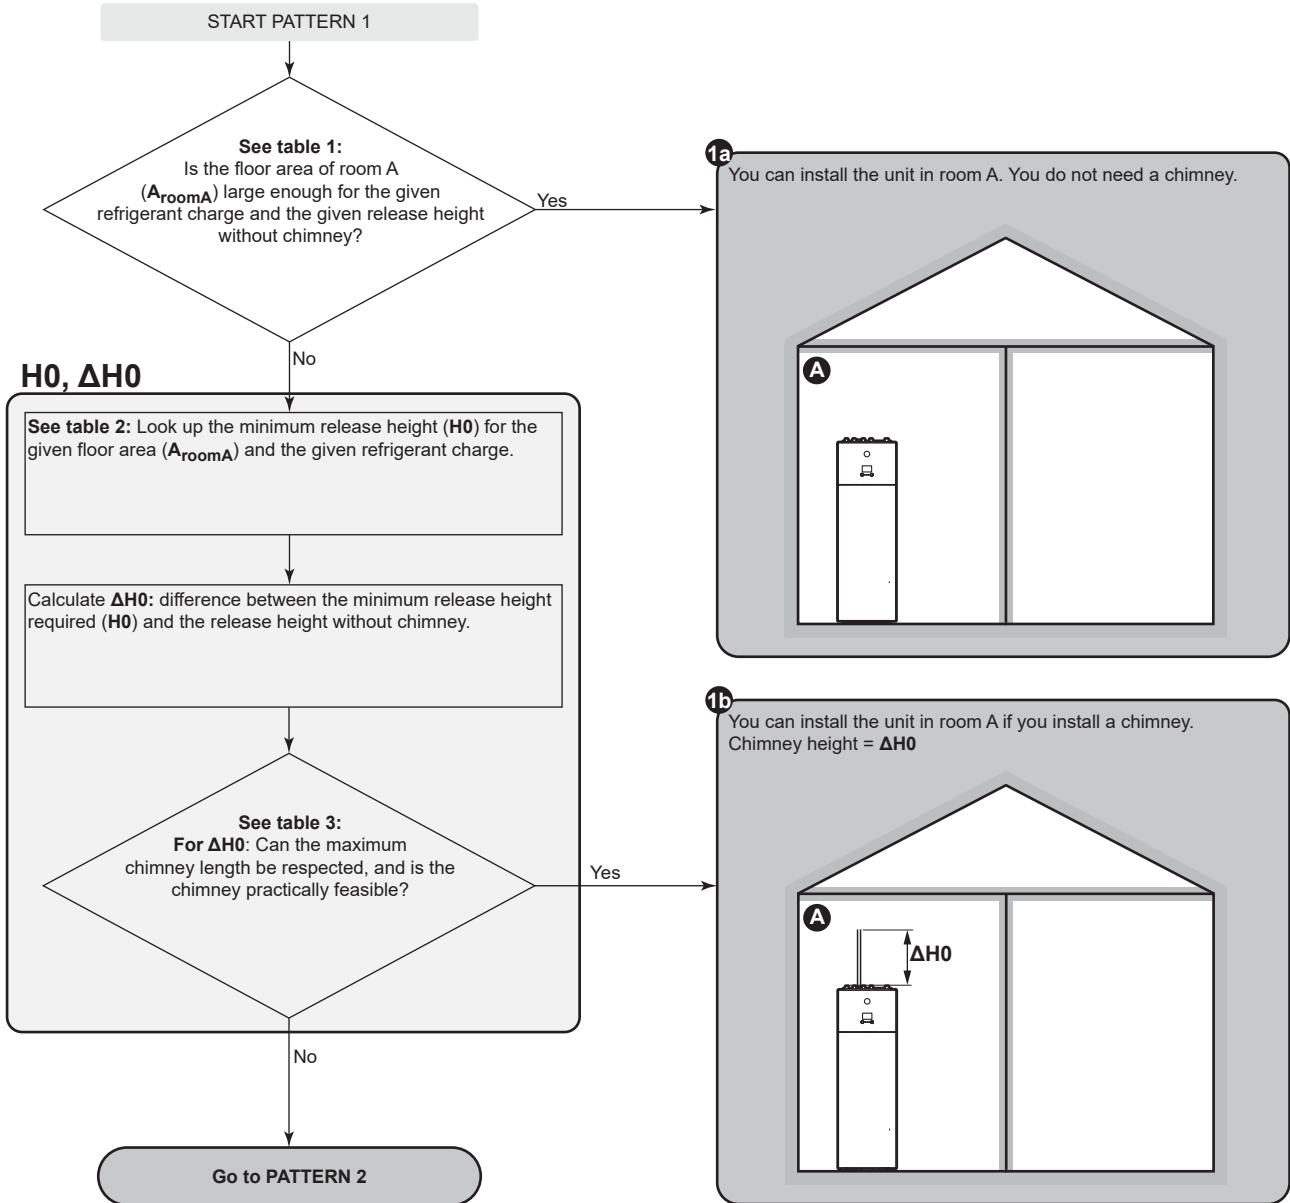 START PATTERN 1
See table 1:
Is the floor area of room A
(AroomA) large enough for the given
refrigerant charge and the given release height
without chimney?
Yes
No
1a
You can install the unit in room A. You do not need a chimney.
A
H0, ΔH0
See table 2: Look up the minimum release height (H0) for the
given floor area (AroomA) and the given refrigerant charge.
Calculate ΔH0: difference between the minimum release height
required (H0) and the release height without chimney.
See table 3:
For ΔH0: Can the maximum
chimney length be respected, and is the
chimney practically feasible?
Yes
No
1b
You can install the unit in room A if you install a chimney.
Chimney height = ΔH0
A
ΔH0
Go to PATTERN 2